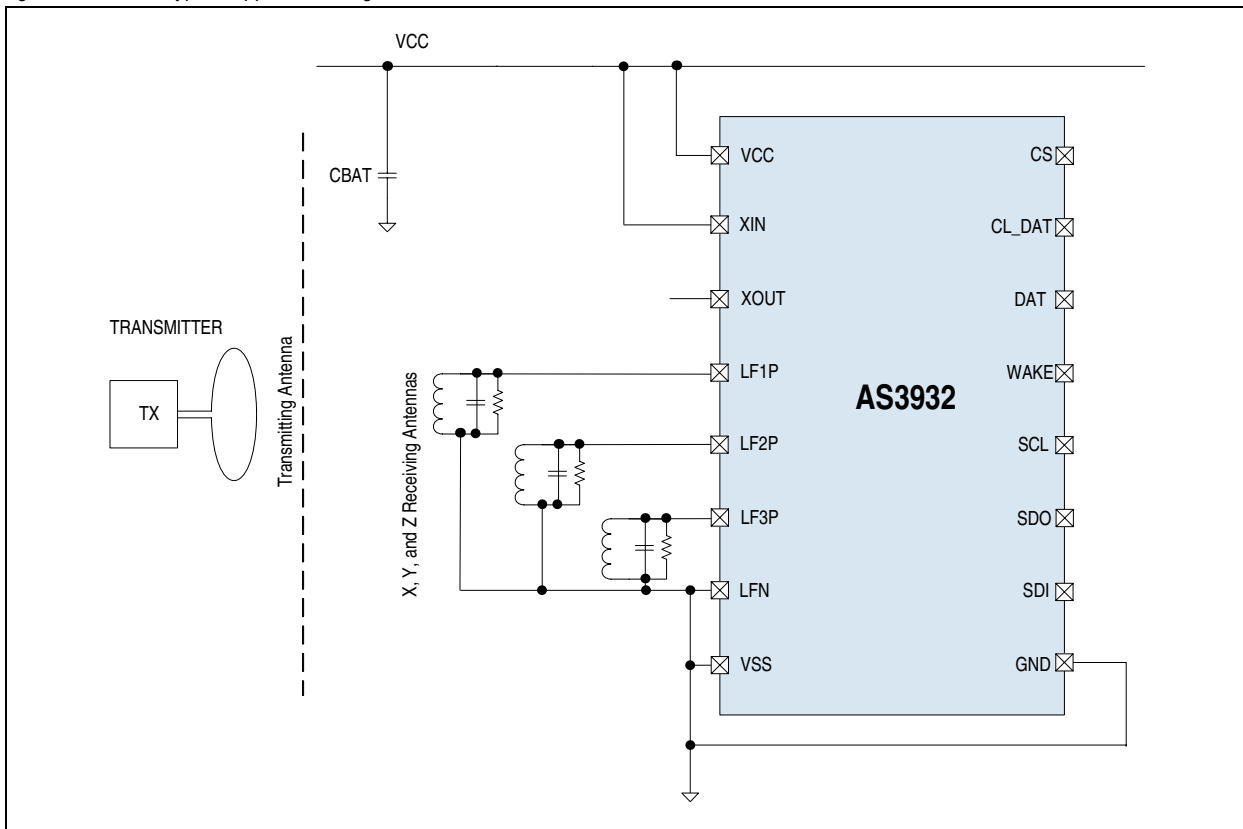 VCC
CBAT
TRANSMITTER
TX
Transmitting Antenna
X, Y, and Z Receiving Antennas
VCC
XIN
XOUT
LF1P
LF2P
LF3P
LFN
VSS
AS3932
CS
CL_DAT
DAT
WAKE
SCL
SDO
SDI
GND